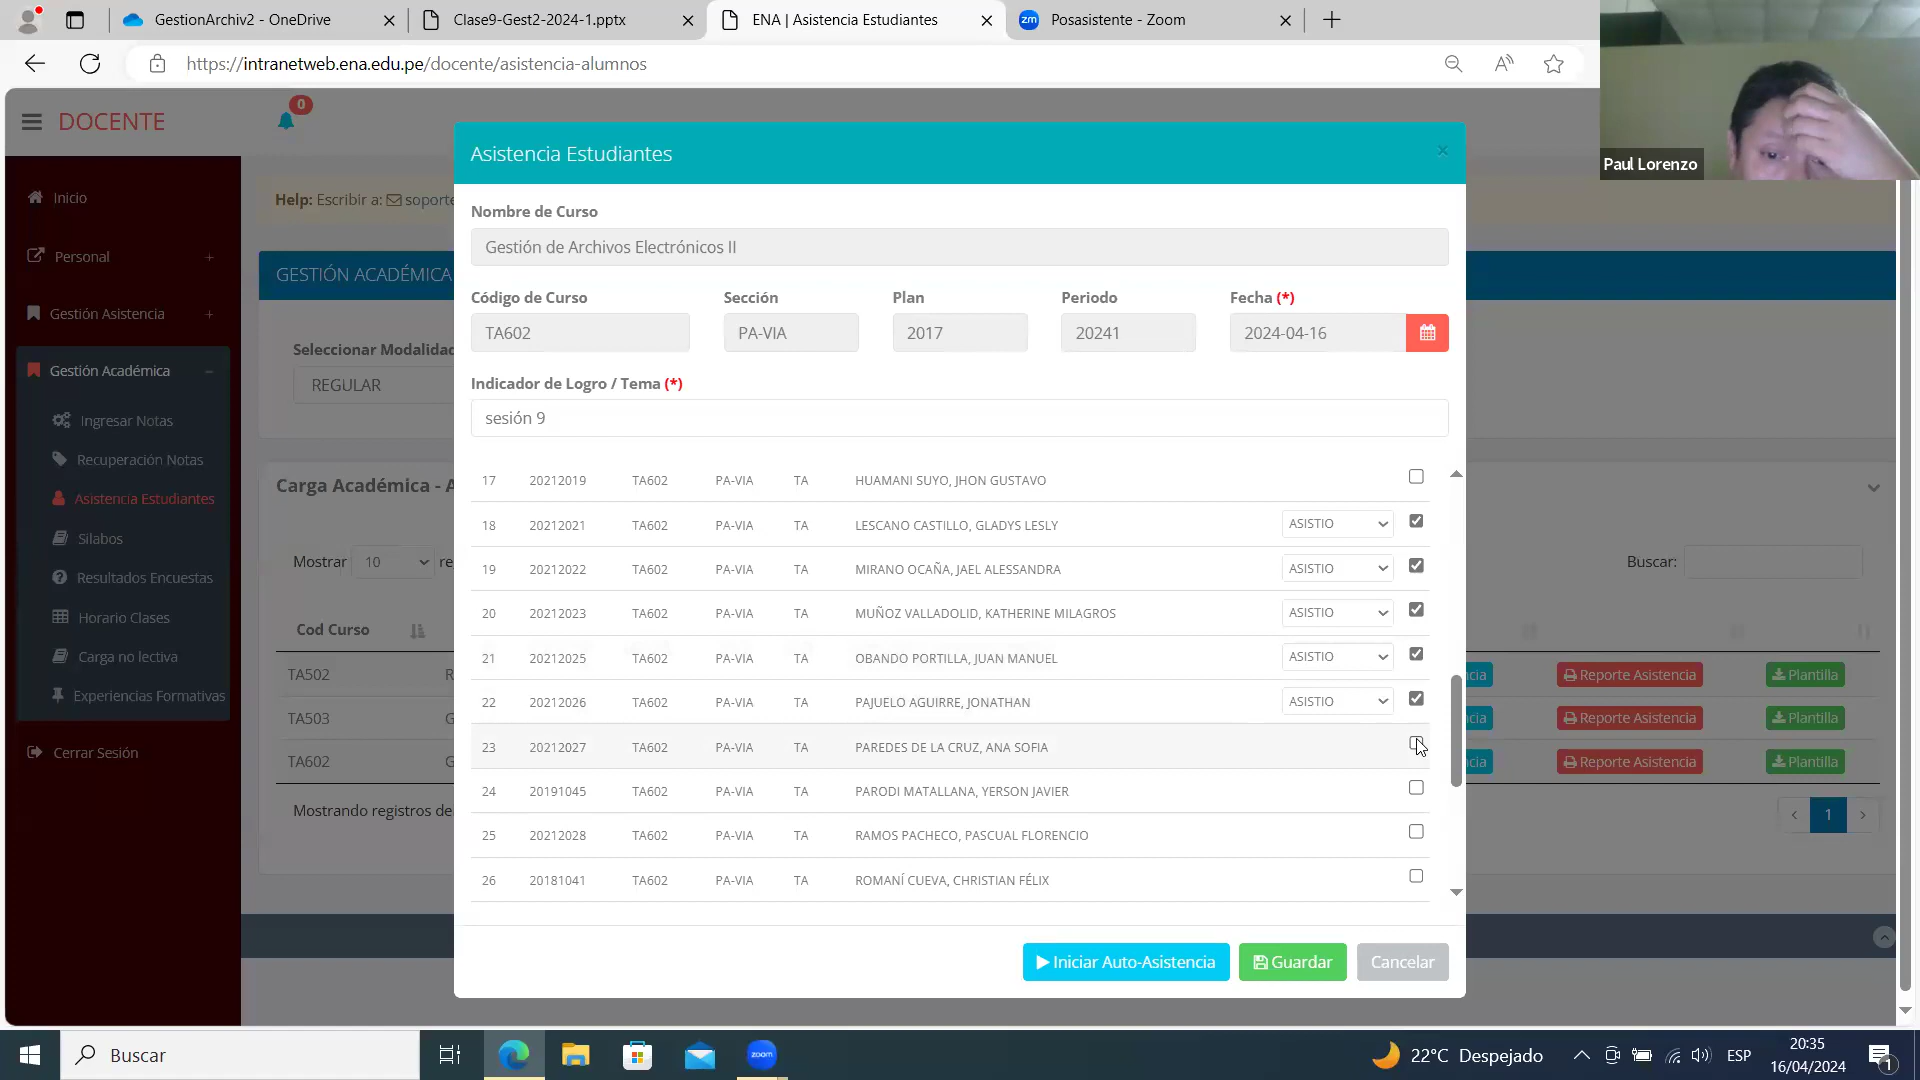 GestionArchiv2 - OneDrive
Clase9-Gest2-2024-1.pptx
ENA | Asistencia Estudiantes
zm Posasistente - Zoom
https://intranetweb.ena.edu.pe/docente/asistencia-alumnos
Paul Lorenzo
DOCENTE
0
Inicio
Personal +
Gestión Asistencia +
Gestión Académica −
Ingresar Notas
Recuperación Notas
Asistencia Estudiantes
Silabos
Resultados Encuestas
Horario Clases
Carga no lectiva
Experiencias Formativas
Cerrar Sesión
Help: Escribir a: soporte
GESTIÓN ACADÉMICA
Seleccionar Modalidad
REGULAR
Carga Académica - A
Mostrar 10 re
Buscar:
Cod Curso
TA502 R
TA503 G
TA602 G
Mostrando registros de
Asistencia Estudiantes ×
Nombre de Curso
Gestión de Archivos Electrónicos II
Código de Curso Sección Plan Periodo Fecha (*)
TA602 PA-VIA 2017 20241 2024-04-16
Indicador de Logro / Tema (*)
sesión 9
17 20212019 TA602 PA-VIA TA HUAMANI SUYO, JHON GUSTAVO
18 20212021 TA602 PA-VIA TA LESCANO CASTILLO, GLADYS LESLY ASISTIO
19 20212022 TA602 PA-VIA TA MIRANO OCAÑA, JAEL ALESSANDRA ASISTIO
20 20212023 TA602 PA-VIA TA MUÑOZ VALLADOLID, KATHERINE MILAGROS ASISTIO
21 20212025 TA602 PA-VIA TA OBANDO PORTILLA, JUAN MANUEL ASISTIO
22 20212026 TA602 PA-VIA TA PAJUELO AGUIRRE, JONATHAN ASISTIO
23 20212027 TA602 PA-VIA TA PAREDES DE LA CRUZ, ANA SOFIA
24 20191045 TA602 PA-VIA TA PARODI MATALLANA, YERSON JAVIER
25 20212028 TA602 PA-VIA TA RAMOS PACHECO, PASCUAL FLORENCIO
26 20181041 TA602 PA-VIA TA ROMANÍ CUEVA, CHRISTIAN FÉLIX
Iniciar Auto-Asistencia Guardar Cancelar
cia Reporte Asistencia Plantilla
cia Reporte Asistencia Plantilla
cia Reporte Asistencia Plantilla
< 1 >
Buscar
zoom
22°C Despejado
ESP
20:35
16/04/2024
1